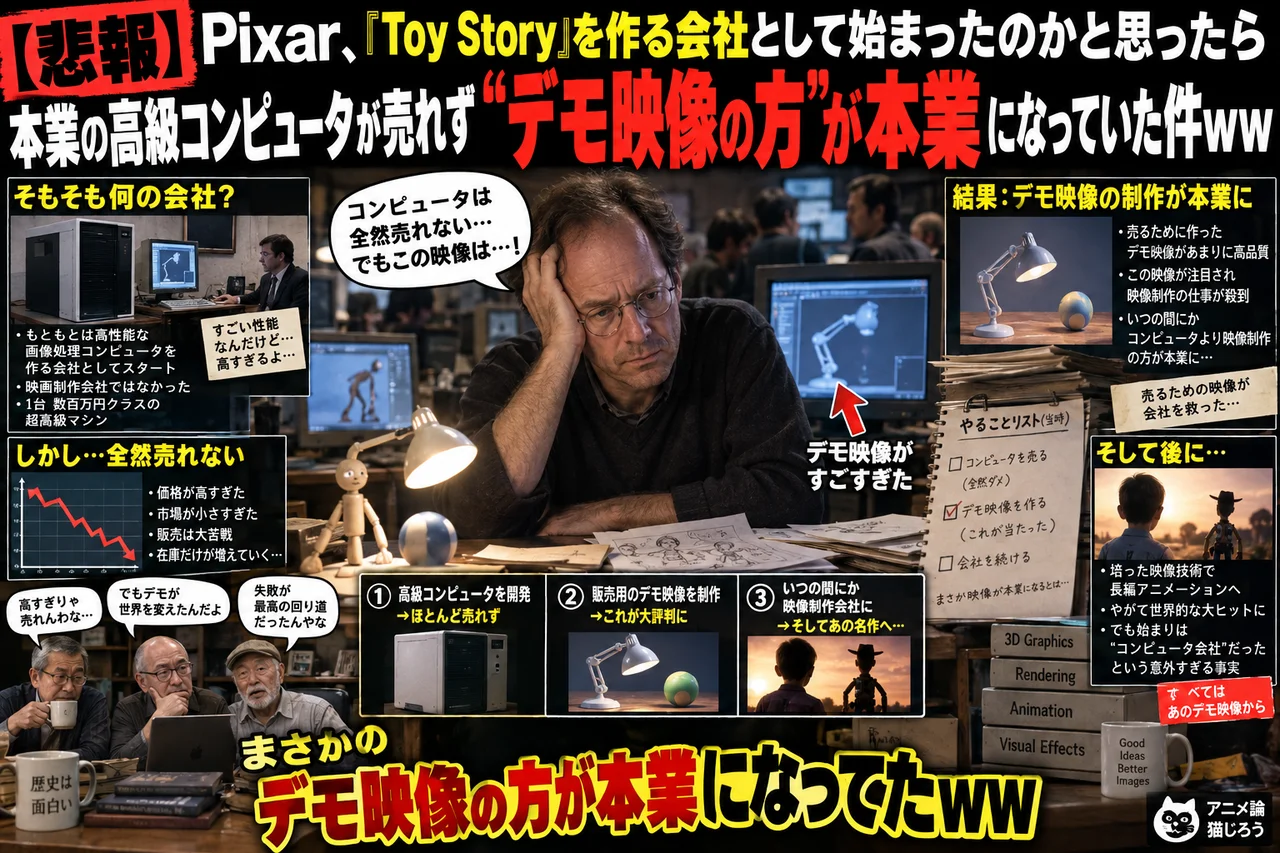 【悲報】Pixar、『Toy Story』を作る会社として始まったのかと思ったら
本業の高級コンピュータが売れず“デモ映像の方”が本業になっていた件ww
そもそも何の会社？
すごい性能
なんだけど…
高すぎるよ…
・もともとは高性能な
画像処理コンピュータを
作る会社としてスタート
・映画制作会社ではなかった
・1台 数百万円クラスの
超高級マシン
しかし…全然売れない
・価格が高すぎた
・市場が小さすぎた
・販売は大苦戦
・在庫だけが増えていく…
コンピュータは
全然売れない…
でもこの映像は…！
デモ映像が
すごすぎた
結果：デモ映像の制作が本業に
・売るために作った
デモ映像があまりに高品質
・この映像が注目され
映像制作の仕事が殺到
・いつの間にか
コンピュータより映像制作
の方が本業に…
売るための映像が
会社を救った…
やることリスト(当時)
□ コンピュータを売る
(全然ダメ)
☑ デモ映像を作る
(これが当たった)
□ 会社を続ける
まさか映像が本業になるとは…
そして後に…
・培った映像技術で
長編アニメーションへ
・やがて世界的な大ヒットに
・でも始まりは
“コンピュータ会社”だった
という意外すぎる事実
すべては
あのデモ映像から
高すぎりゃ
売れんわな…
でもデモが
世界を変えたんだよ
失敗が
最高の回り道
だったんやな
① 高級コンピュータを開発
→ほとんど売れず
② 販売用のデモ映像を制作
→これが大評判に
③ いつの間にか
映像制作会社に
→そしてあの名作へ…
3D Graphics
Rendering
Animation
Visual Effects
Good
Ideas
Better
Images
歴史は
面白い
まさかの
デモ映像の方が本業になってたww
アニメ論
猫じろう